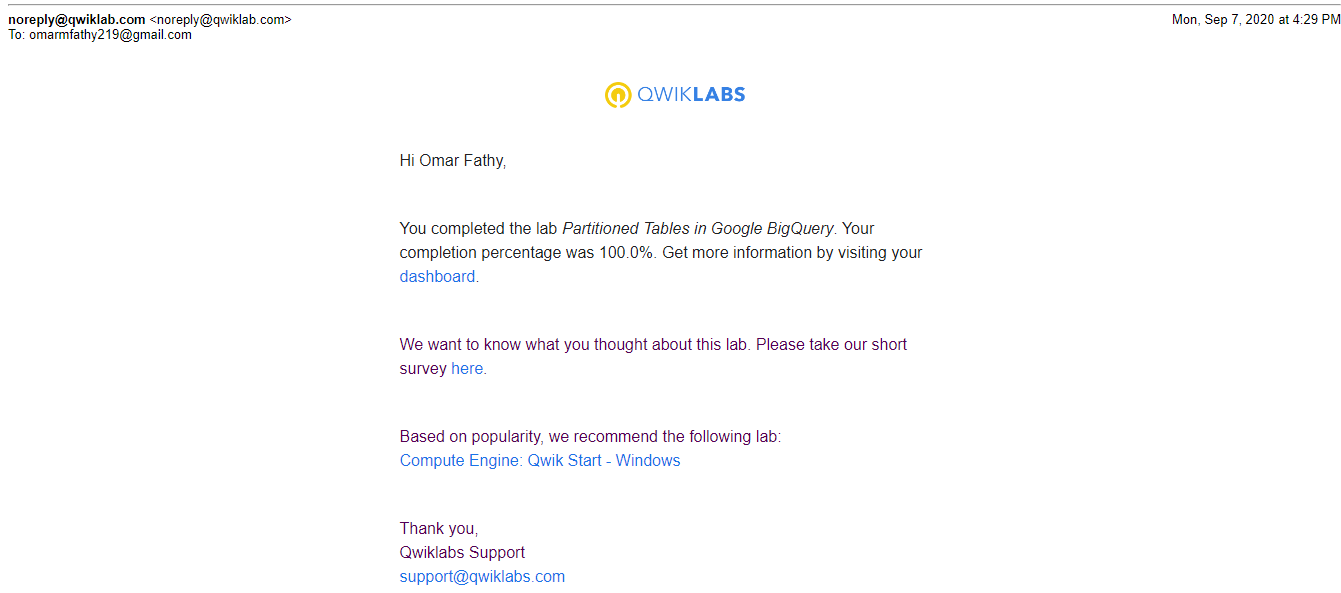 noreply@qwiklab.com <noreply@qwiklab.com>
Mon, Sep 7, 2020 at 4:29 PM
To: omarmfathy219@gmail.com
QWIKLABS
Hi Omar Fathy,
You completed the lab Partitioned Tables in Google BigQuery. Your
completion percentage was 100.0%. Get more information by visiting your
dashboard.
We want to know what you thought about this lab. Please take our short
survey here.
Based on popularity, we recommend the following lab:
Compute Engine: Qwik Start - Windows
Thank you,
Qwiklabs Support
support@qwiklabs.com